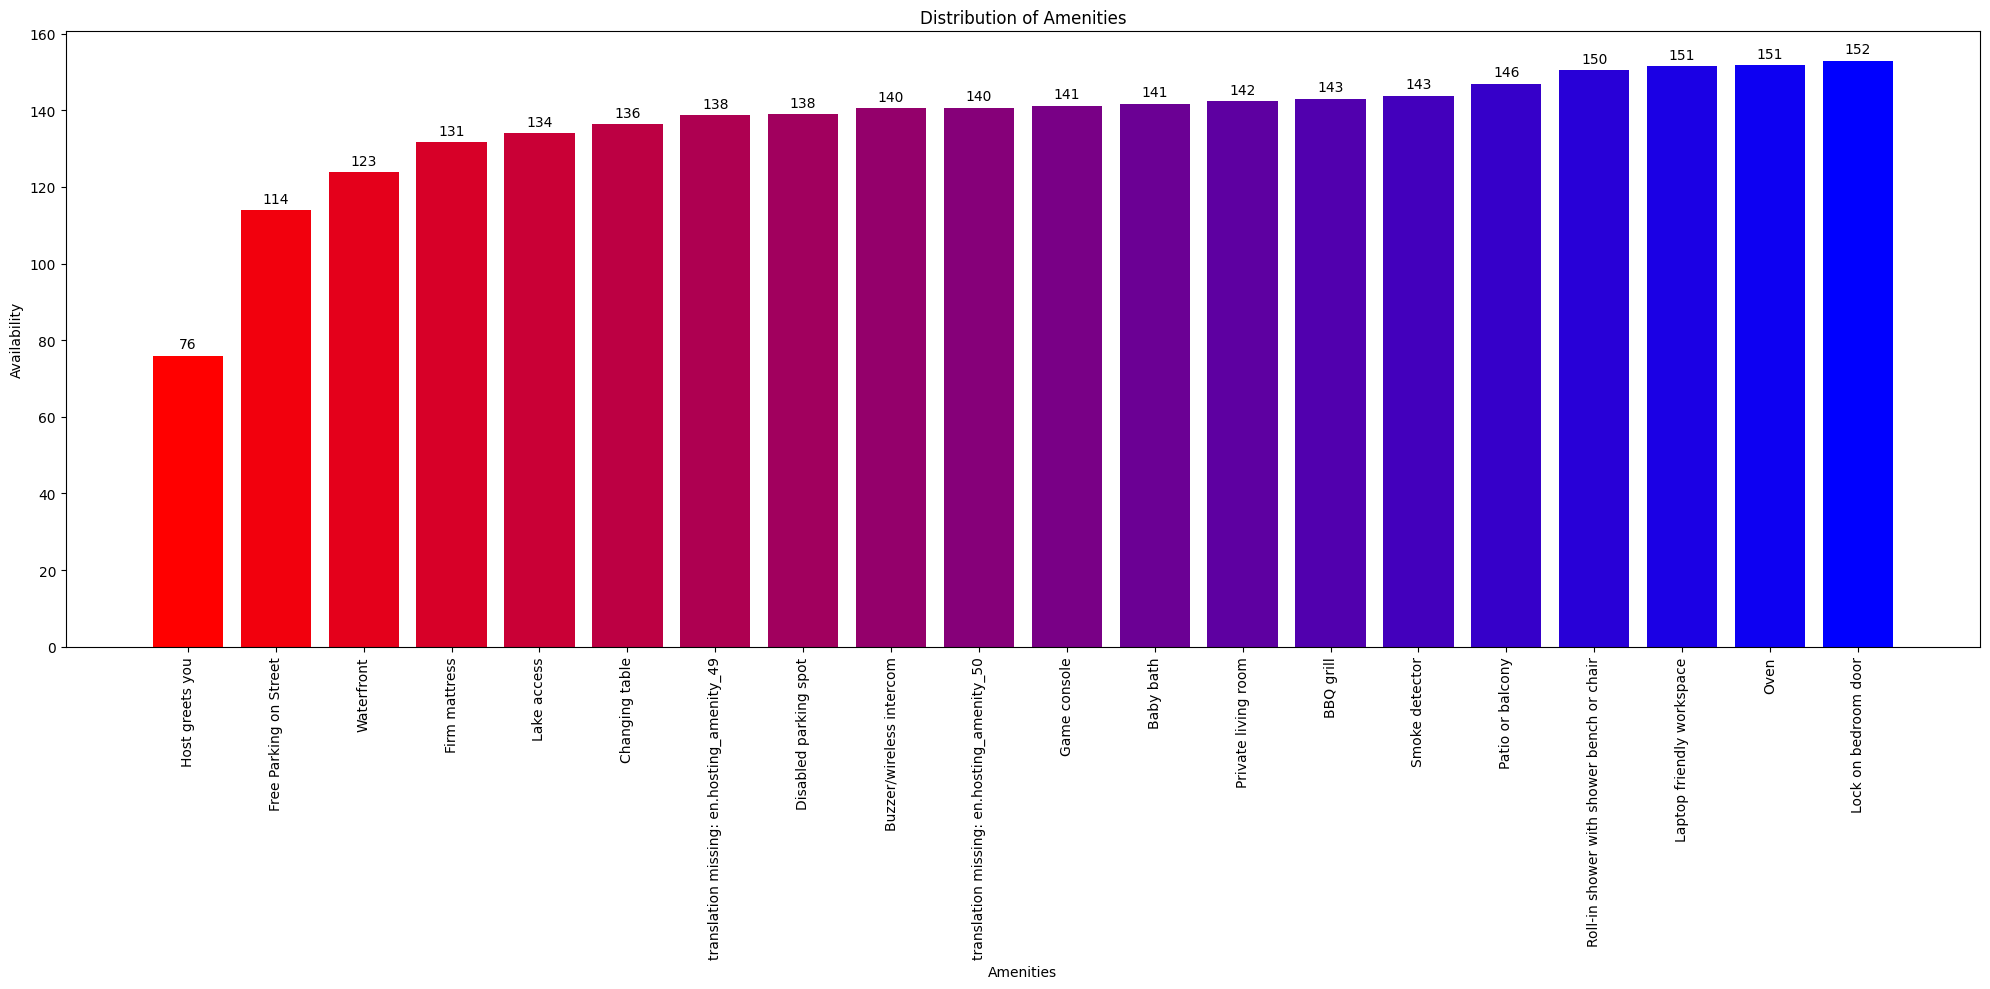 Distribution of Amenities
160
140
120
100
80
60
40
20
0
Availability
76
114
123
131
134
136
138
138
140
140
141
141
142
143
143
146
150
151
151
152
Host greets you
Free Parking on Street
Waterfront
Firm mattress
Lake access
Changing table
translation missing: en.hosting_amenity_49
Disabled parking spot
Buzzer/wireless intercom
translation missing: en.hosting_amenity_50
Game console
Baby bath
Private living room
BBQ grill
Smoke detector
Patio or balcony
Roll-in shower with shower bench or chair
Laptop friendly workspace
Oven
Lock on bedroom door
Amenities